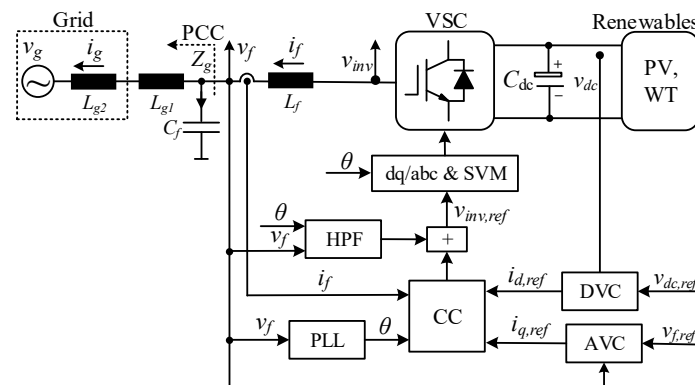 Grid
PCC
VSC
Renewables
v_g
i_g
Z_g
v_f
i_f
v_inv
L_g2
L_g1
C_f
L_f
C_dc
+
−
v_dc
PV,
WT
θ
dq/abc & SVM
v_inv,ref
θ
v_f
HPF
+
i_f
CC
i_d,ref
DVC
v_dc,ref
v_f
PLL
θ
i_q,ref
AVC
v_f,ref